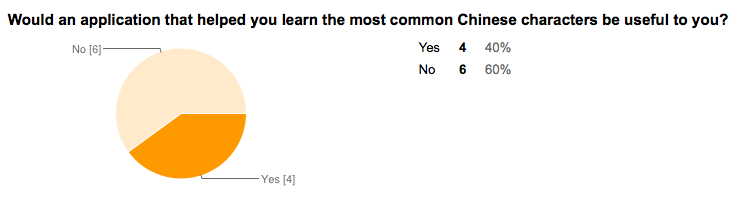 Would an application that helped you learn the most common Chinese characters be useful to you?
No [6]
Yes [4]
Yes 4 40%
No 6 60%